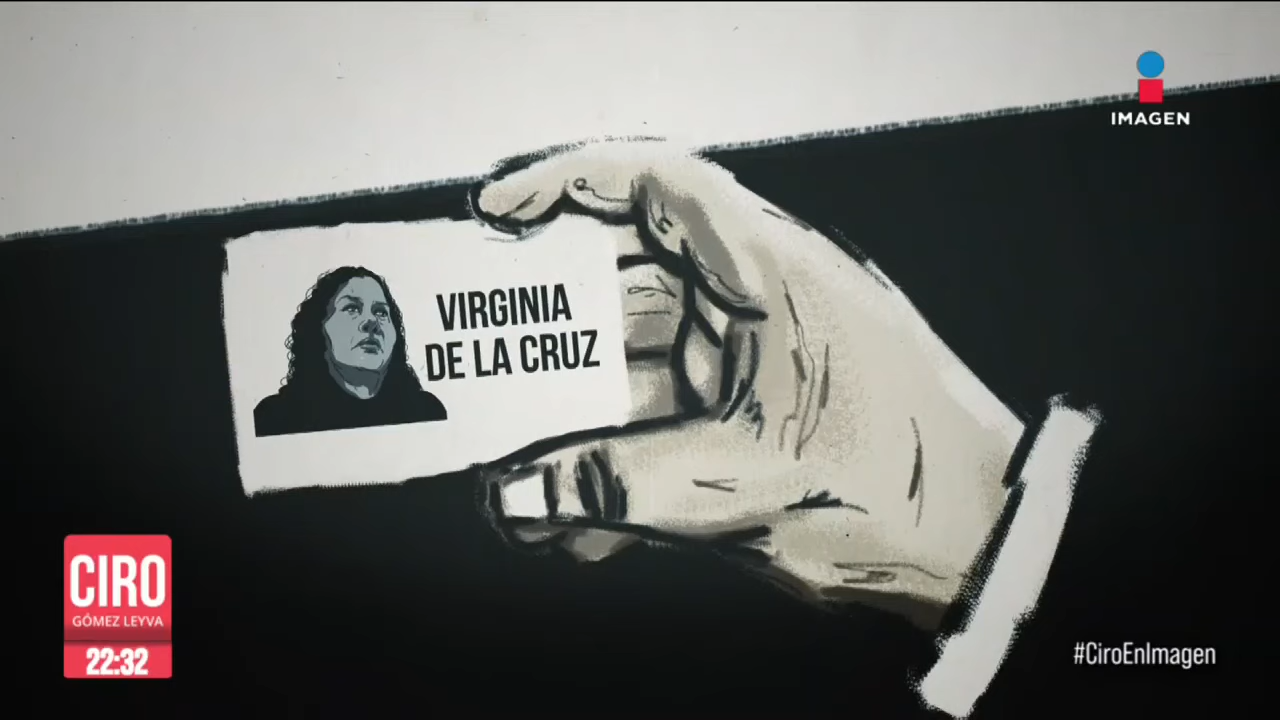 IMAGEN
VIRGINIA
DE LA CRUZ
CIRO
GÓMEZ LEYVA
22:32
#CiroEnImagen